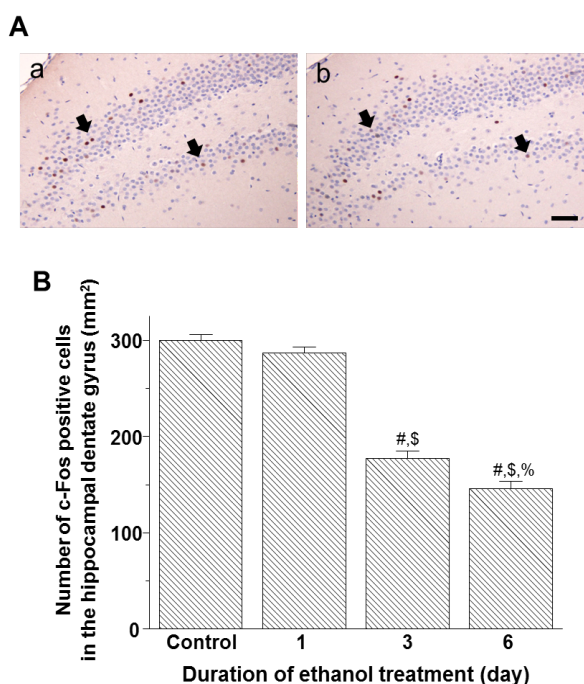 A
a
b
B
Number of c-Fos positive cells
in the hippocampal dentate gyrus (mm²)
300
200
100
0
#,$
#,$,%
Control 1 3 6
Duration of ethanol treatment (day)